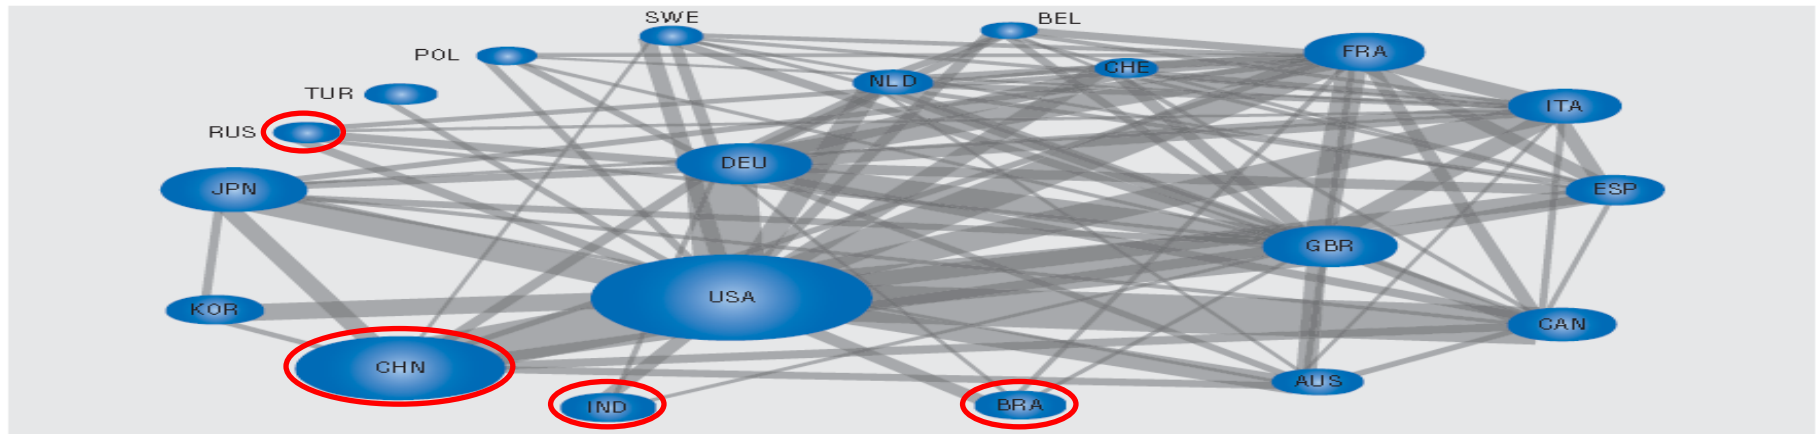 SWE
BEL
POL
FRA
NLD
CHE
TUR
ITA
RUS
DEU
JPN
ESP
GBR
USA
KOR
CAN
CHN
AUS
IND
BRA